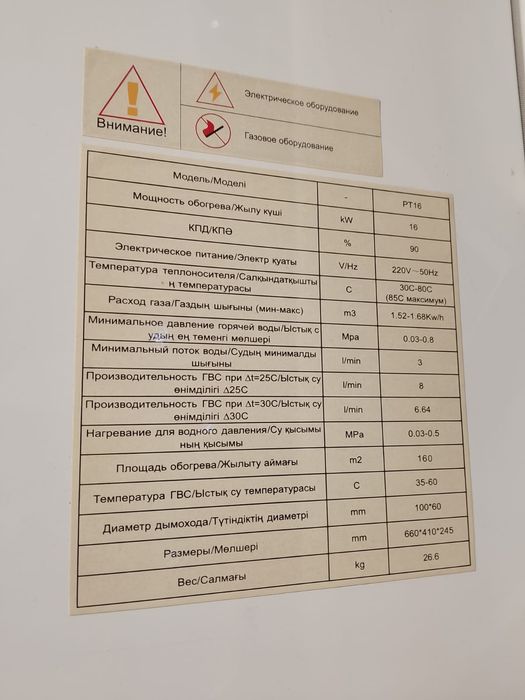 Внимание!
Электрическое оборудование
Газовое оборудование
Модель/Моделі - PT16
Мощность обогрева/Жылу күші kW 16
КПД/КПӘ % 90
Электрическое питание/Электр қуаты V/Hz 220V~50Hz
Температура теплоносителя/Салқындатқышты
ң температурасы C 30C-80C
(85C максимум)
Расход газа/Газдың шығыны (мин-макс) m3 1.52-1.68Kw/h
Минимальное давление горячей воды/Ыстық с
удың ең төменгі мөлшері Mpa 0.03-0.8
Минимальный поток воды/Судың минималды
шығыны l/min 3
Производительность ГВС при Δt=25C/Ыстық су
өнімділігі Δ25C l/min 8
Производительность ГВС при Δt=30C/Ыстық су
өнімділігі Δ30C l/min 6.64
Нагревание для водного давления/Су қысымы
ның қысымы MPa 0.03-0.5
Площадь обогрева/Жылыту аймағы m2 160
Температура ГВС/Ыстық су температурасы C 35-60
Диаметр дымохода/Түтіндіктің диаметрі mm 100*60
Размеры/Мөлшері mm 660*410*245
Вес/Салмағы kg 26.6